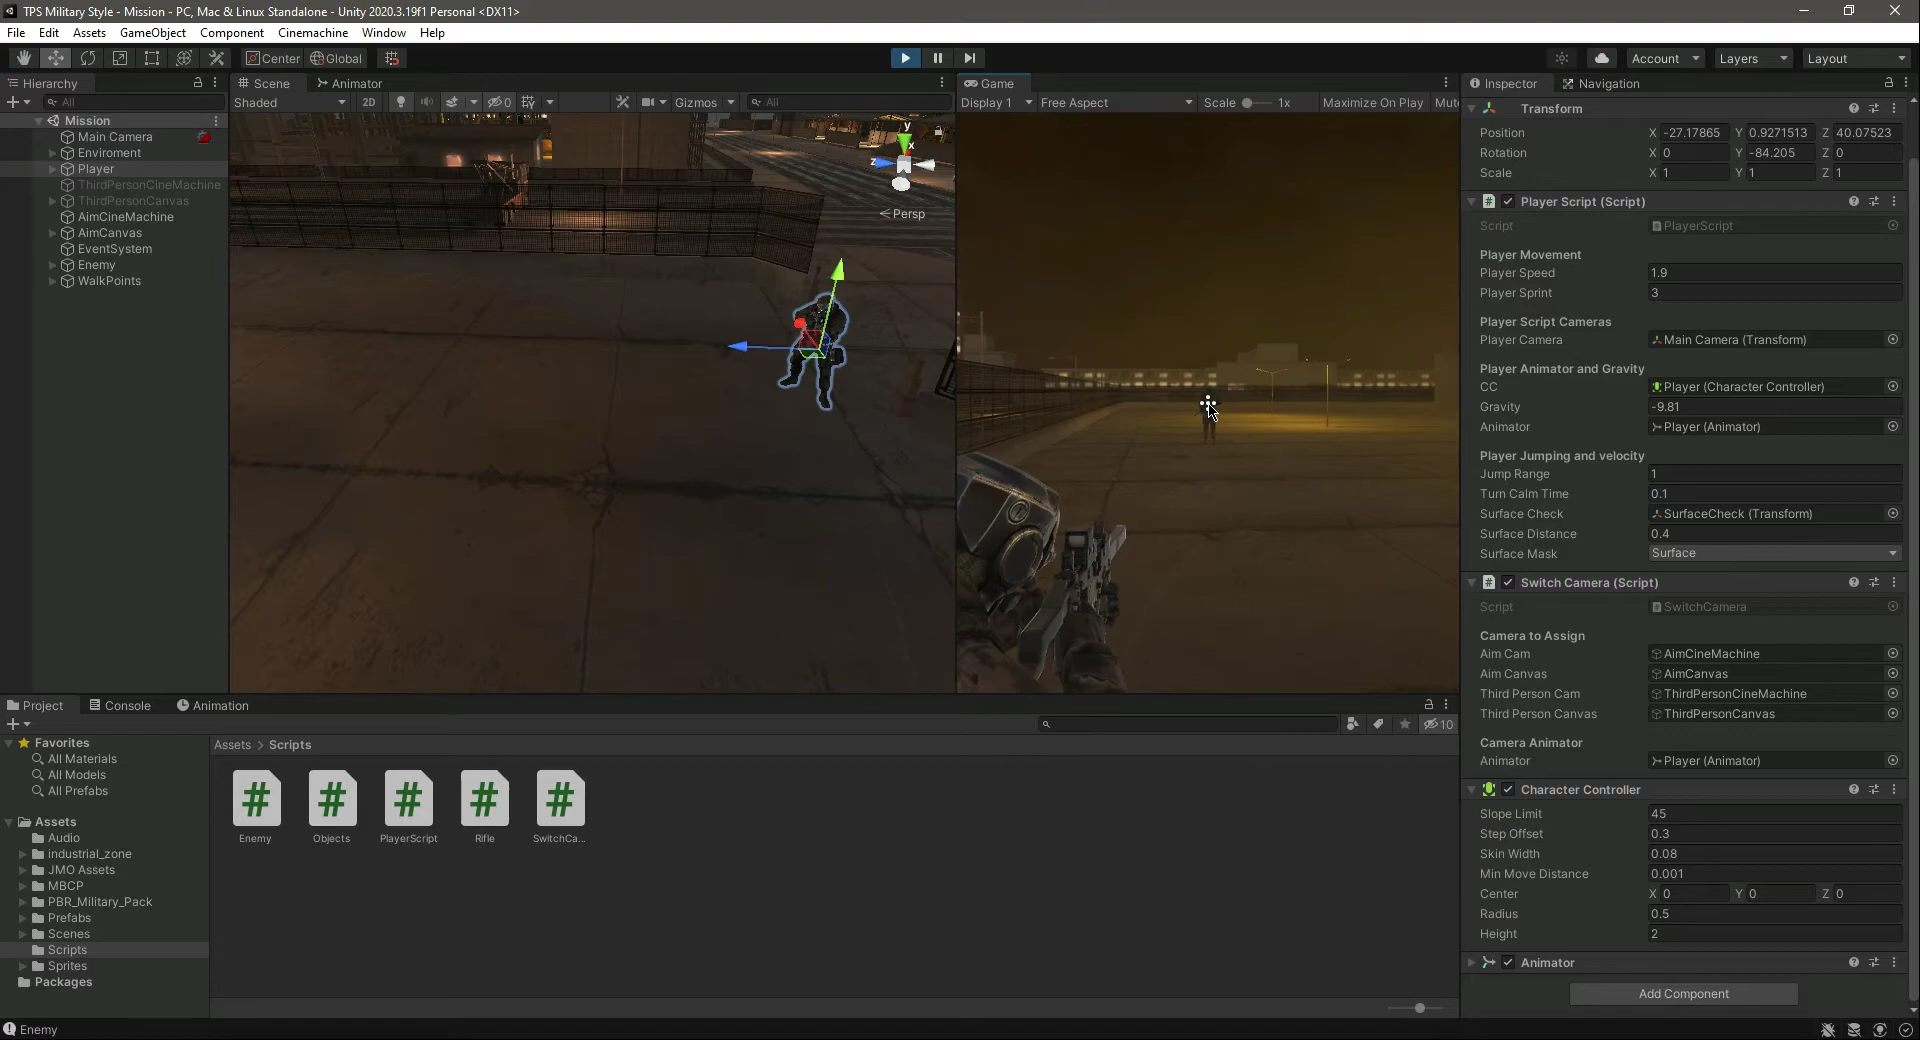 TPS Military Style - Mission - PC, Mac & Linux Standalone - Unity 2020.3.19f1 Personal <DX11>
File Edit Assets GameObject Component Cinemachine Window Help
Center Global Account Layers Layout
Hierarchy
All
Mission
Main Camera
Enviroment
Player
ThirdPersonCineMachine
ThirdPersonCanvas
AimCineMachine
AimCanvas
EventSystem
Enemy
WalkPoints
Scene Animator
Shaded 2D 0 Gizmos All
y
x
z
Persp
Game
Display 1 Free Aspect Scale 1x Maximize On Play Mut
Inspector Navigation
Transform
Position X -27.17865 Y 0.9271513 Z 40.07523
Rotation X 0 Y -84.205 Z 0
Scale X 1 Y 1 Z 1
# Player Script (Script)
Script PlayerScript
Player Movement
Player Speed 1.9
Player Sprint 3
Player Script Cameras
Player Camera Main Camera (Transform)
Player Animator and Gravity
CC Player (Character Controller)
Gravity -9.81
Animator Player (Animator)
Player Jumping and velocity
Jump Range 1
Turn Calm Time 0.1
Surface Check SurfaceCheck (Transform)
Surface Distance 0.4
Surface Mask Surface
# Switch Camera (Script)
Script SwitchCamera
Camera to Assign
Aim Cam AimCineMachine
Aim Canvas AimCanvas
Third Person Cam ThirdPersonCineMachine
Third Person Canvas ThirdPersonCanvas
Camera Animator
Animator Player (Animator)
Character Controller
Slope Limit 45
Step Offset 0.3
Skin Width 0.08
Min Move Distance 0.001
Center X 0 Y 0 Z 0
Radius 0.5
Height 2
Animator
Add Component
Project Console Animation
10
Favorites
All Materials
All Models
All Prefabs
Assets
Audio
industrial_zone
JMO Assets
MBCP
PBR_Military_Pack
Prefabs
Scenes
Scripts
Sprites
Packages
Assets > Scripts
# # # # #
Enemy Objects PlayerScript Rifle SwitchCa...
Enemy